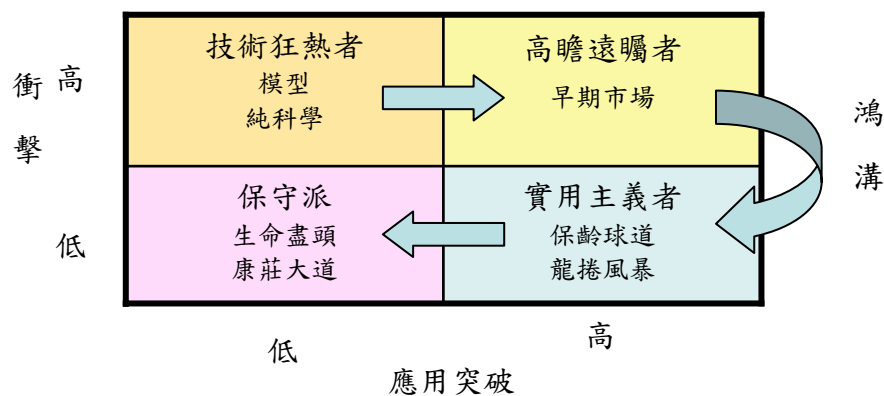 技術狂熱者
模型
純科學
高瞻遠矚者
早期市場
衝擊
高
低
鴻溝
保守派
生命盡頭
康莊大道
實用主義者
保齡球道
龍捲風暴
低
高
應用突破